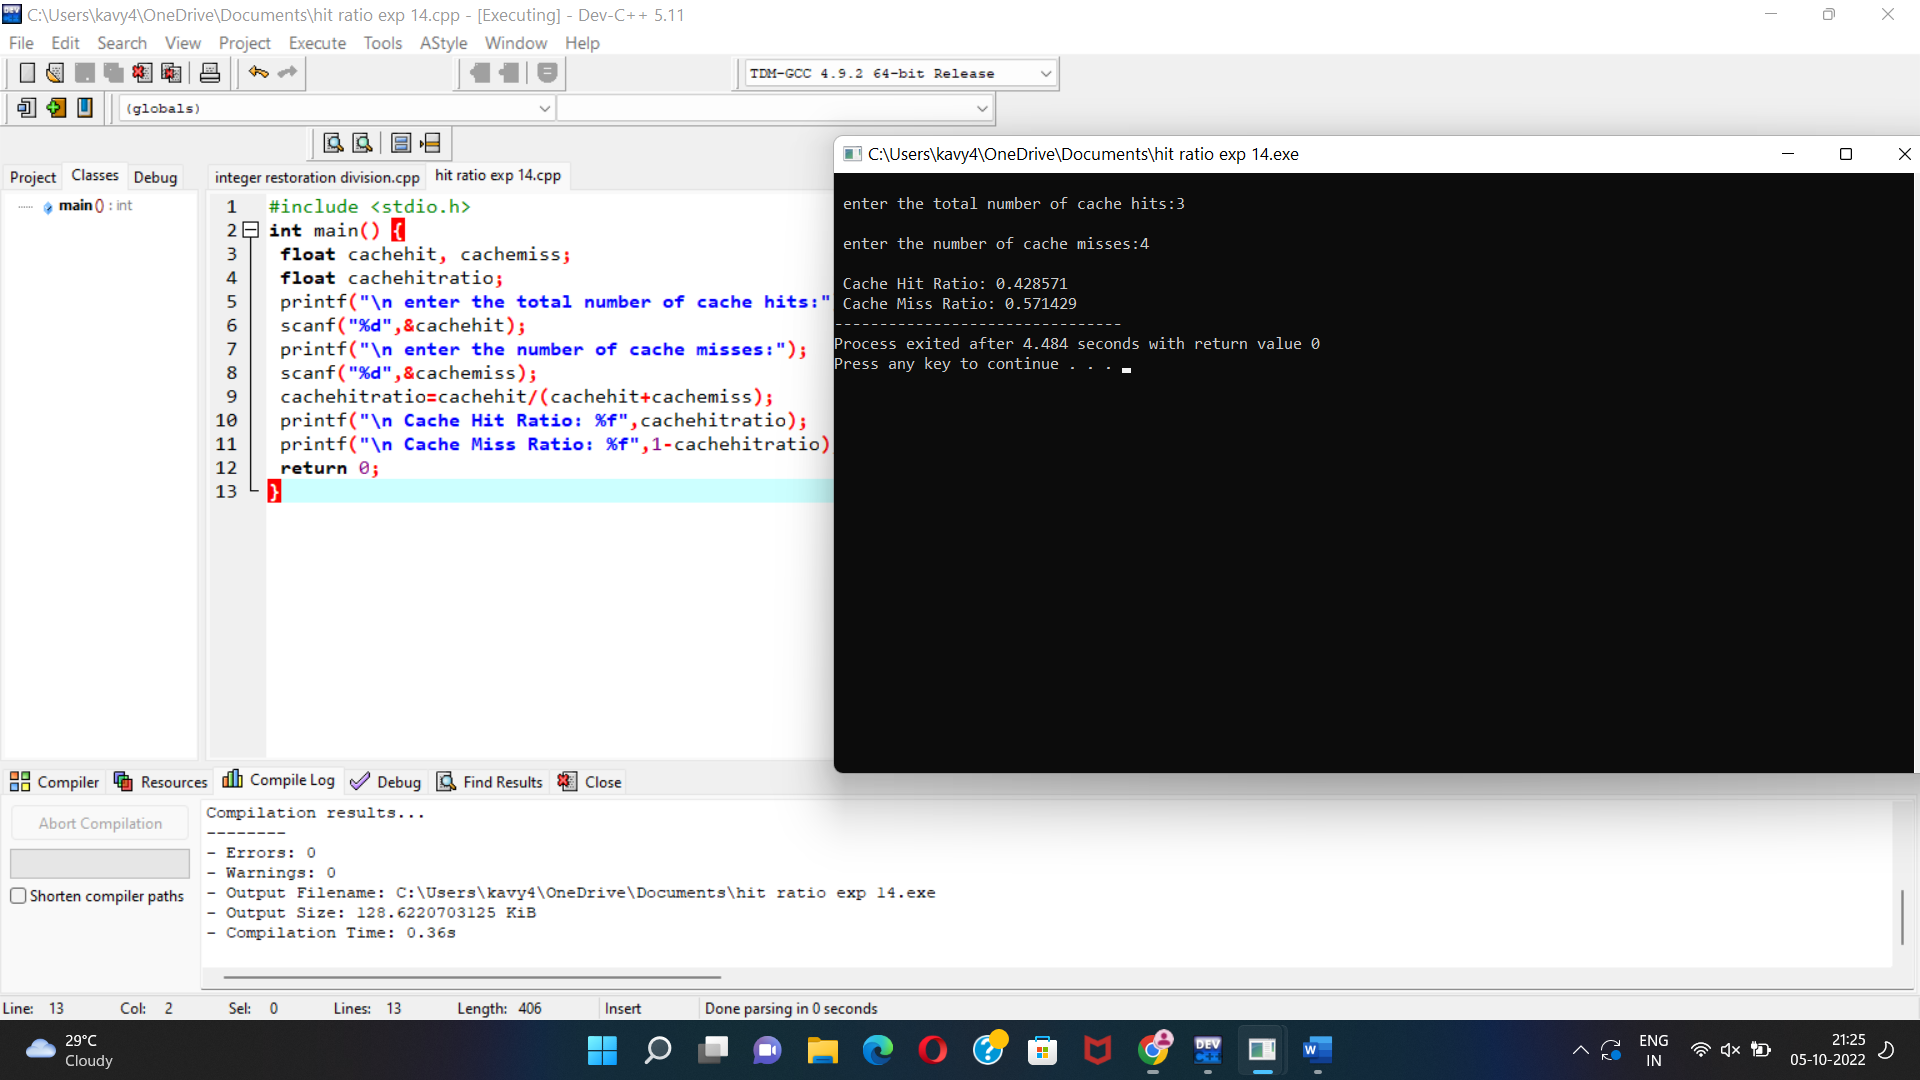 C:\Users\kavy4\OneDrive\Documents\hit ratio exp 14.cpp - [Executing] - Dev-C++ 5.11
File Edit Search View Project Execute Tools AStyle Window Help
TDM-GCC 4.9.2 64-bit Release
(globals)
Project Classes Debug
integer restoration division.cpp hit ratio exp 14.cpp
main () : int
1 #include <stdio.h>
2 int main() {
3 float cachehit, cachemiss;
4 float cachehitratio;
5 printf("\n enter the total number of cache hits:"
6 scanf("%d",&cachehit);
7 printf("\n enter the number of cache misses:");
8 scanf("%d",&cachemiss);
9 cachehitratio=cachehit/(cachehit+cachemiss);
10 printf("\n Cache Hit Ratio: %f",cachehitratio);
11 printf("\n Cache Miss Ratio: %f",1-cachehitratio)
12 return 0;
13 }
C:\Users\kavy4\OneDrive\Documents\hit ratio exp 14.exe
enter the total number of cache hits:3
enter the number of cache misses:4
Cache Hit Ratio: 0.428571
Cache Miss Ratio: 0.571429
--------------------------------
Process exited after 4.484 seconds with return value 0
Press any key to continue . . .
Compiler Resources Compile Log Debug Find Results Close
Abort Compilation
Shorten compiler paths
Compilation results...
--------
- Errors: 0
- Warnings: 0
- Output Filename: C:\Users\kavy4\OneDrive\Documents\hit ratio exp 14.exe
- Output Size: 128.6220703125 KiB
- Compilation Time: 0.36s
Line: 13 Col: 2 Sel: 0 Lines: 13 Length: 406 Insert Done parsing in 0 seconds
29°C
Cloudy
DEV
C++
W
ENG
IN
21:25
05-10-2022